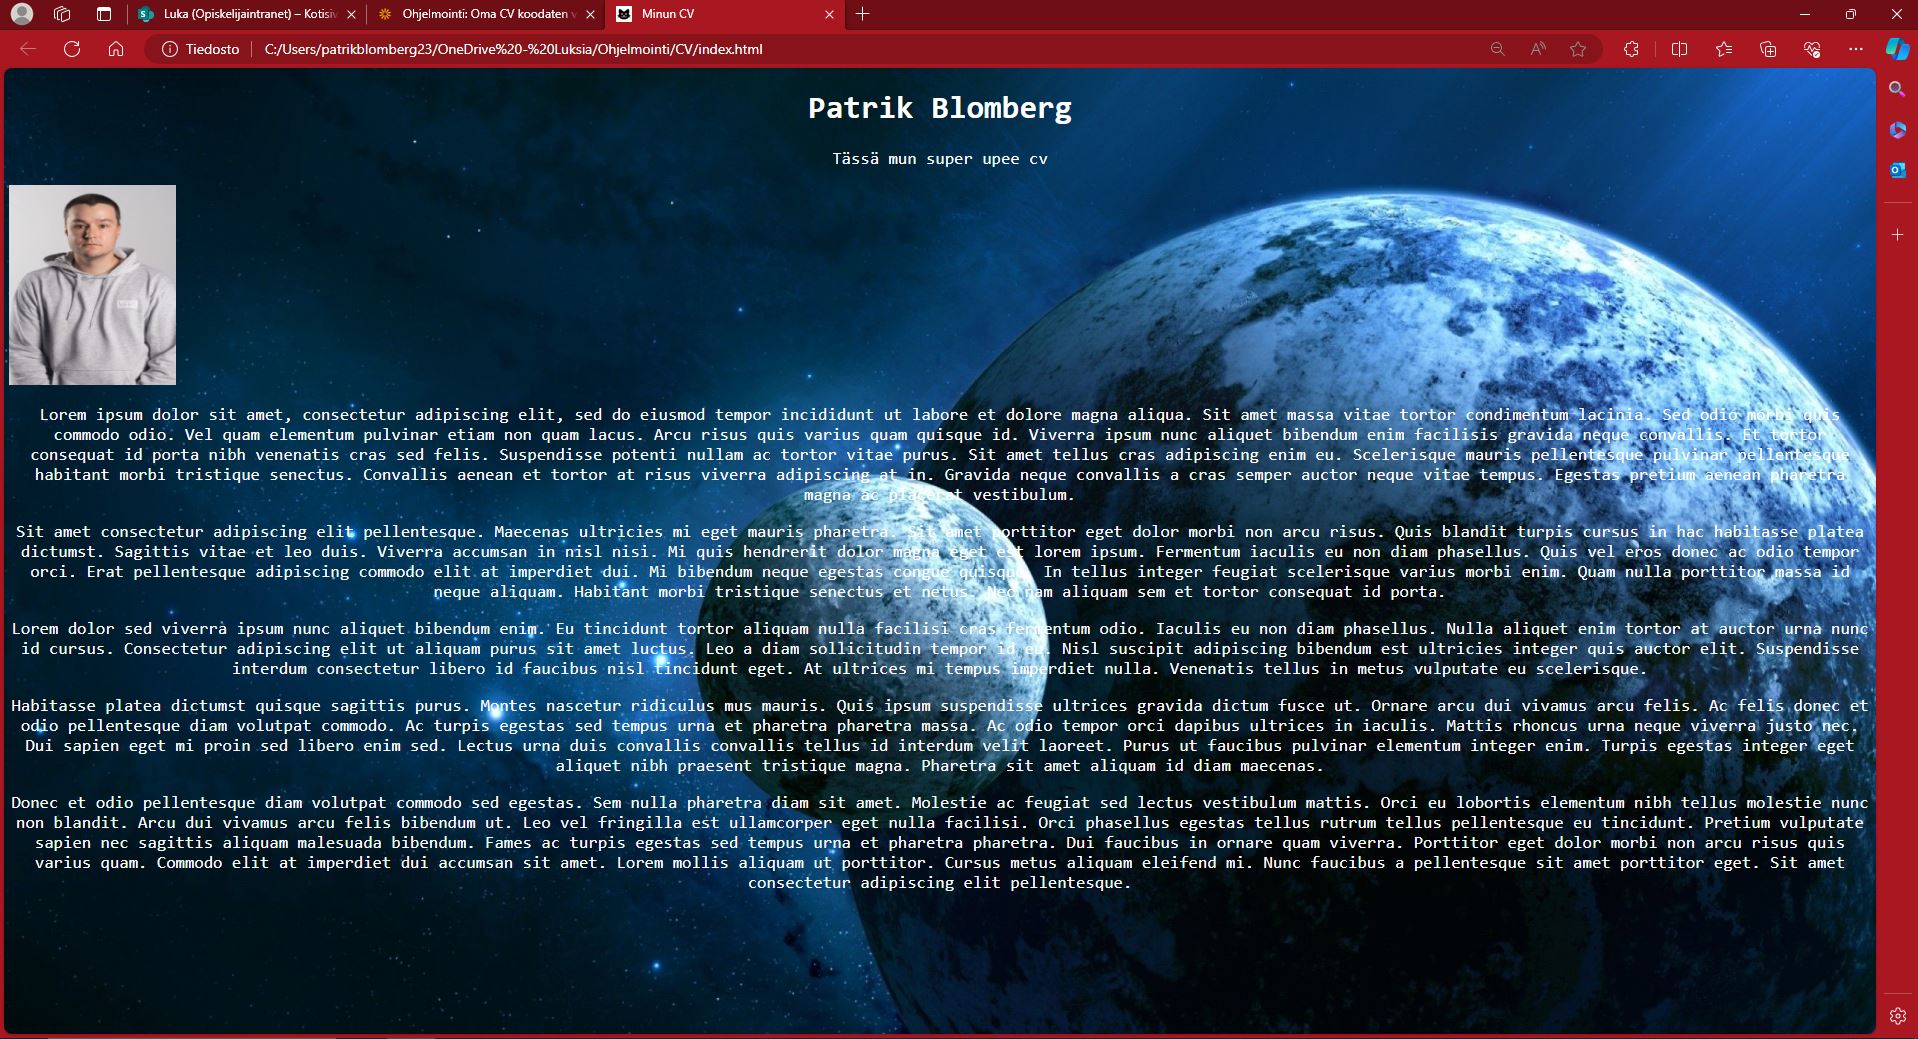 Luka (Opiskelijaintranet) – Kotisiv
Ohjelmointi: Oma CV koodaten v
Minun CV
Tiedosto
C:/Users/patrikblomberg23/OneDrive%20-%20Luksia/Ohjelmointi/CV/index.html
Patrik Blomberg
Tässä mun super upee cv
Lorem ipsum dolor sit amet, consectetur adipiscing elit, sed do eiusmod tempor incididunt ut labore et dolore magna aliqua. Sit amet massa vitae tortor condimentum lacinia. Sed odio morbi quis
commodo odio. Vel quam elementum pulvinar etiam non quam lacus. Arcu risus quis varius quam quisque id. Viverra ipsum nunc aliquet bibendum enim facilisis gravida neque convallis. Et tortor
consequat id porta nibh venenatis cras sed felis. Suspendisse potenti nullam ac tortor vitae purus. Sit amet tellus cras adipiscing enim eu. Scelerisque mauris pellentesque pulvinar pellentesque
habitant morbi tristique senectus. Convallis aenean et tortor at risus viverra adipiscing at in. Gravida neque convallis a cras semper auctor neque vitae tempus. Egestas pretium aenean pharetra
magna ac placerat vestibulum.
Sit amet consectetur adipiscing elit pellentesque. Maecenas ultricies mi eget mauris pharetra. Sit amet porttitor eget dolor morbi non arcu risus. Quis blandit turpis cursus in hac habitasse platea
dictumst. Sagittis vitae et leo duis. Viverra accumsan in nisl nisi. Mi quis hendrerit dolor magna eget est lorem ipsum. Fermentum iaculis eu non diam phasellus. Quis vel eros donec ac odio tempor
orci. Erat pellentesque adipiscing commodo elit at imperdiet dui. Mi bibendum neque egestas congue quisque. In tellus integer feugiat scelerisque varius morbi enim. Quam nulla porttitor massa id
neque aliquam. Habitant morbi tristique senectus et netus. Nec nam aliquam sem et tortor consequat id porta.
Lorem dolor sed viverra ipsum nunc aliquet bibendum enim. Eu tincidunt tortor aliquam nulla facilisi cras fermentum odio. Iaculis eu non diam phasellus. Nulla aliquet enim tortor at auctor urna nunc
id cursus. Consectetur adipiscing elit ut aliquam purus sit amet luctus. Leo a diam sollicitudin tempor id eu. Nisl suscipit adipiscing bibendum est ultricies integer quis auctor elit. Suspendisse
interdum consectetur libero id faucibus nisl tincidunt eget. At ultrices mi tempus imperdiet nulla. Venenatis tellus in metus vulputate eu scelerisque.
Habitasse platea dictumst quisque sagittis purus. Montes nascetur ridiculus mus mauris. Quis ipsum suspendisse ultrices gravida dictum fusce ut. Ornare arcu dui vivamus arcu felis. Ac felis donec et
odio pellentesque diam volutpat commodo. Ac turpis egestas sed tempus urna et pharetra pharetra massa. Ac odio tempor orci dapibus ultrices in iaculis. Mattis rhoncus urna neque viverra justo nec.
Dui sapien eget mi proin sed libero enim sed. Lectus urna duis convallis convallis tellus id interdum velit laoreet. Purus ut faucibus pulvinar elementum integer enim. Turpis egestas integer eget
aliquet nibh praesent tristique magna. Pharetra sit amet aliquam id diam maecenas.
Donec et odio pellentesque diam volutpat commodo sed egestas. Sem nulla pharetra diam sit amet. Molestie ac feugiat sed lectus vestibulum mattis. Orci eu lobortis elementum nibh tellus molestie nunc
non blandit. Arcu dui vivamus arcu felis bibendum ut. Leo vel fringilla est ullamcorper eget nulla facilisi. Orci phasellus egestas tellus rutrum tellus pellentesque eu tincidunt. Pretium vulputate
sapien nec sagittis aliquam malesuada bibendum. Fames ac turpis egestas sed tempus urna et pharetra pharetra. Dui faucibus in ornare quam viverra. Porttitor eget dolor morbi non arcu risus quis
varius quam. Commodo elit at imperdiet dui accumsan sit amet. Lorem mollis aliquam ut porttitor. Cursus metus aliquam eleifend mi. Nunc faucibus a pellentesque sit amet porttitor eget. Sit amet
consectetur adipiscing elit pellentesque.